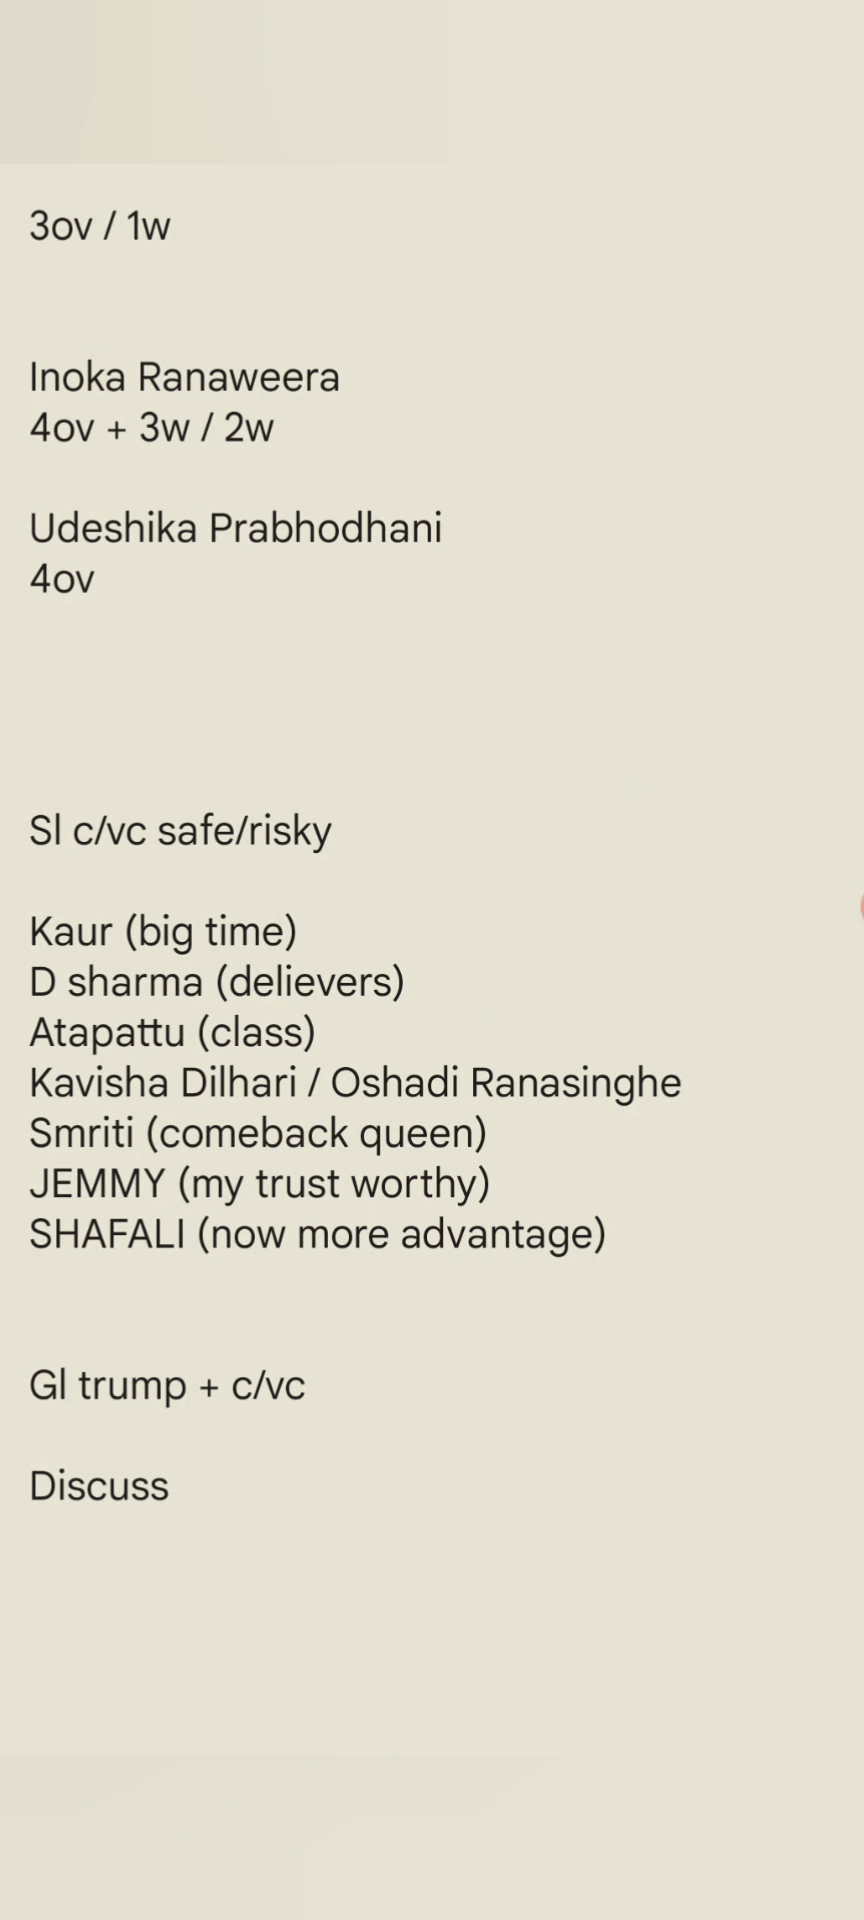 3ov / 1w
Inoka Ranaweera
4ov + 3w / 2w
Udeshika Prabhodhani
4ov
Sl c/vc safe/risky
Kaur (big time)
D sharma (delievers)
Atapattu (class)
Kavisha Dilhari / Oshadi Ranasinghe
Smriti (comeback queen)
JEMMY (my trust worthy)
SHAFALI (now more advantage)
Gl trump + c/vc
Discuss